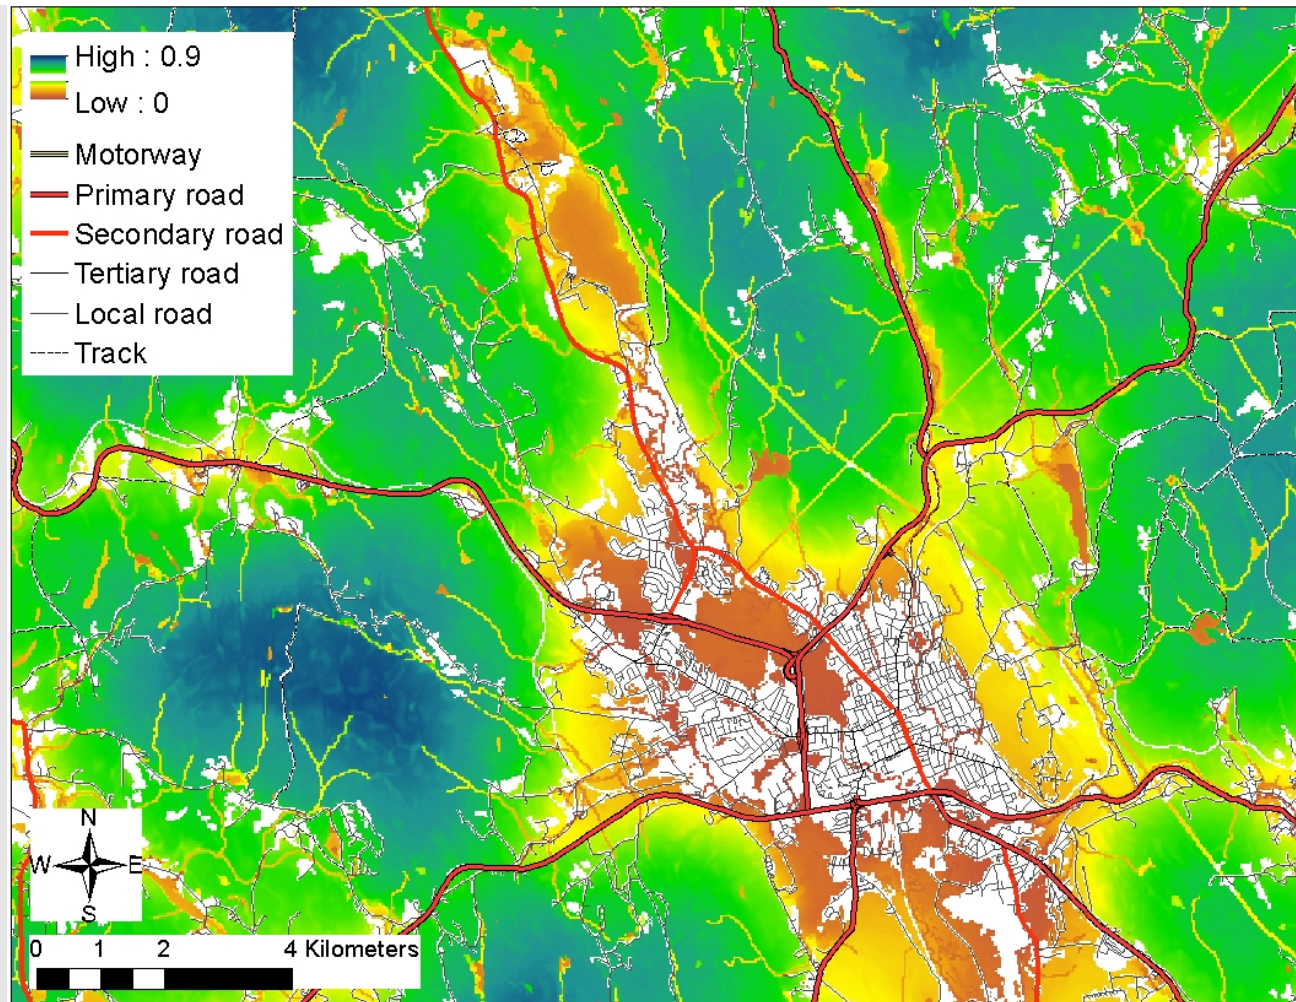 High : 0.9
Low : 0
Motorway
Primary road
Secondary road
Tertiary road
Local road
Track
N
W E
S
0 1 2 4 Kilometers